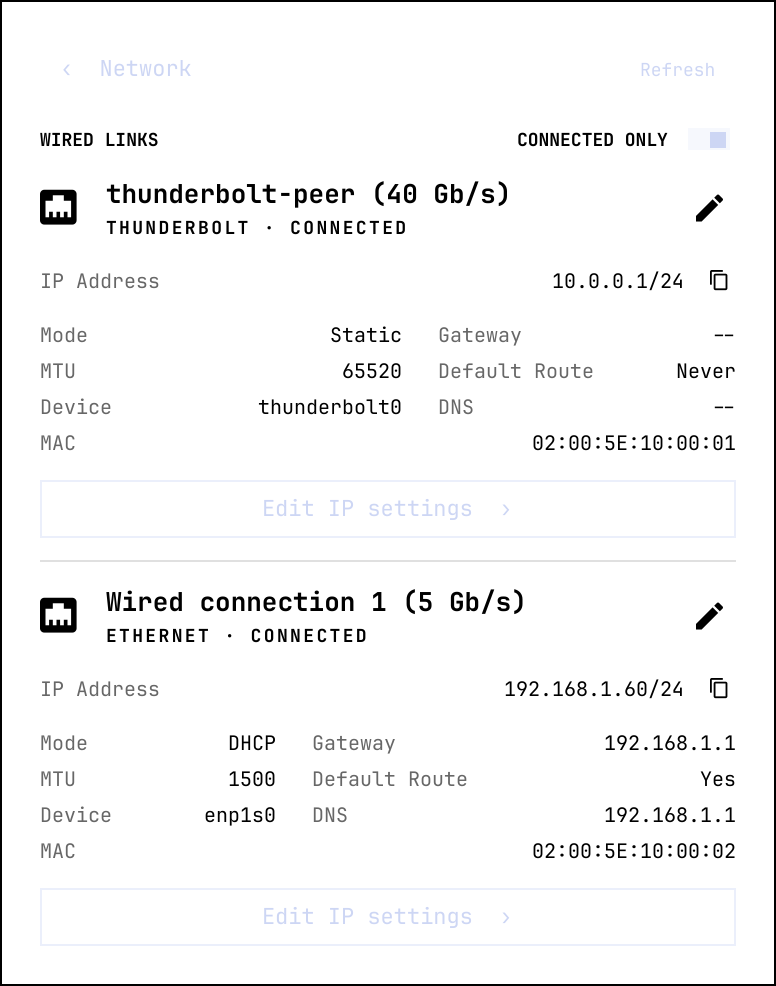 ‹ Network Refresh
WIRED LINKS CONNECTED ONLY
thunderbolt-peer (40 Gb/s)
THUNDERBOLT · CONNECTED
IP Address 10.0.0.1/24
Mode Static Gateway --
MTU 65520 Default Route Never
Device thunderbolt0 DNS --
MAC 02:00:5E:10:00:01
Edit IP settings ›
Wired connection 1 (5 Gb/s)
ETHERNET · CONNECTED
IP Address 192.168.1.60/24
Mode DHCP Gateway 192.168.1.1
MTU 1500 Default Route Yes
Device enp1s0 DNS 192.168.1.1
MAC 02:00:5E:10:00:02
Edit IP settings ›